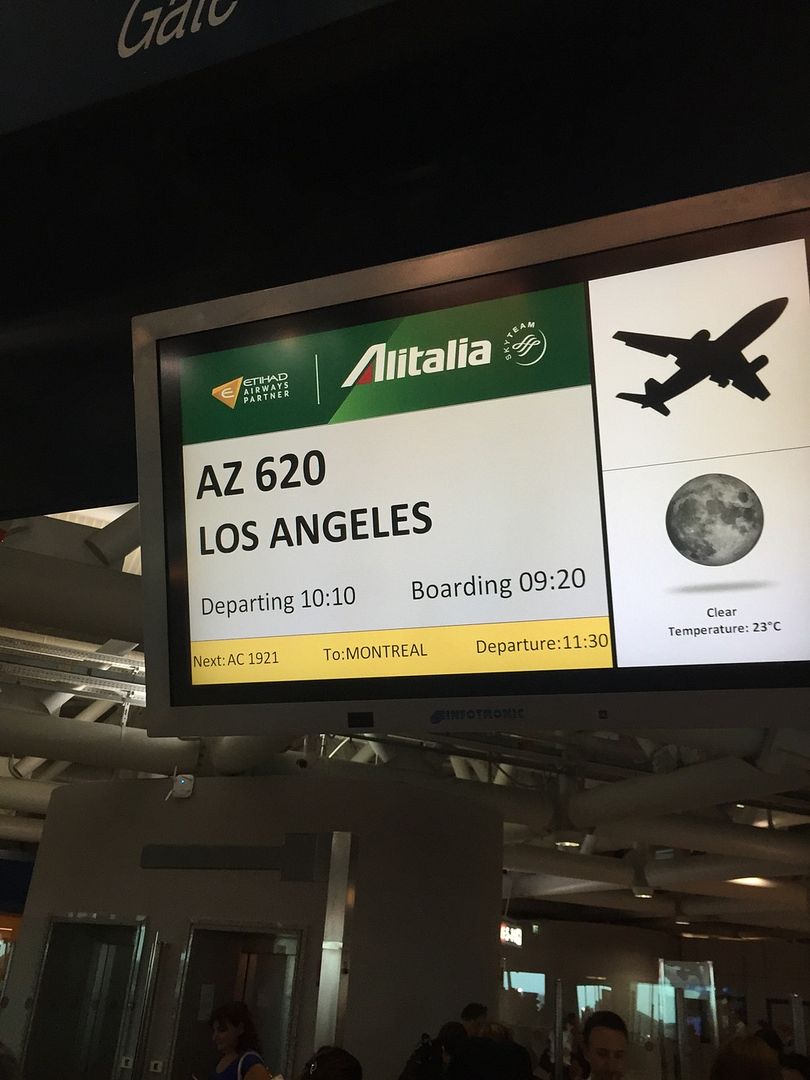 Gate
ETIHAD
AIRWAYS
PARTNER
Alitalia
SKYTEAM
AZ 620
LOS ANGELES
Departing 10:10 Boarding 09:20
Next: AC 1921 To:MONTREAL Departure:11:30
Clear
Temperature: 23°C
INFOTRONIC